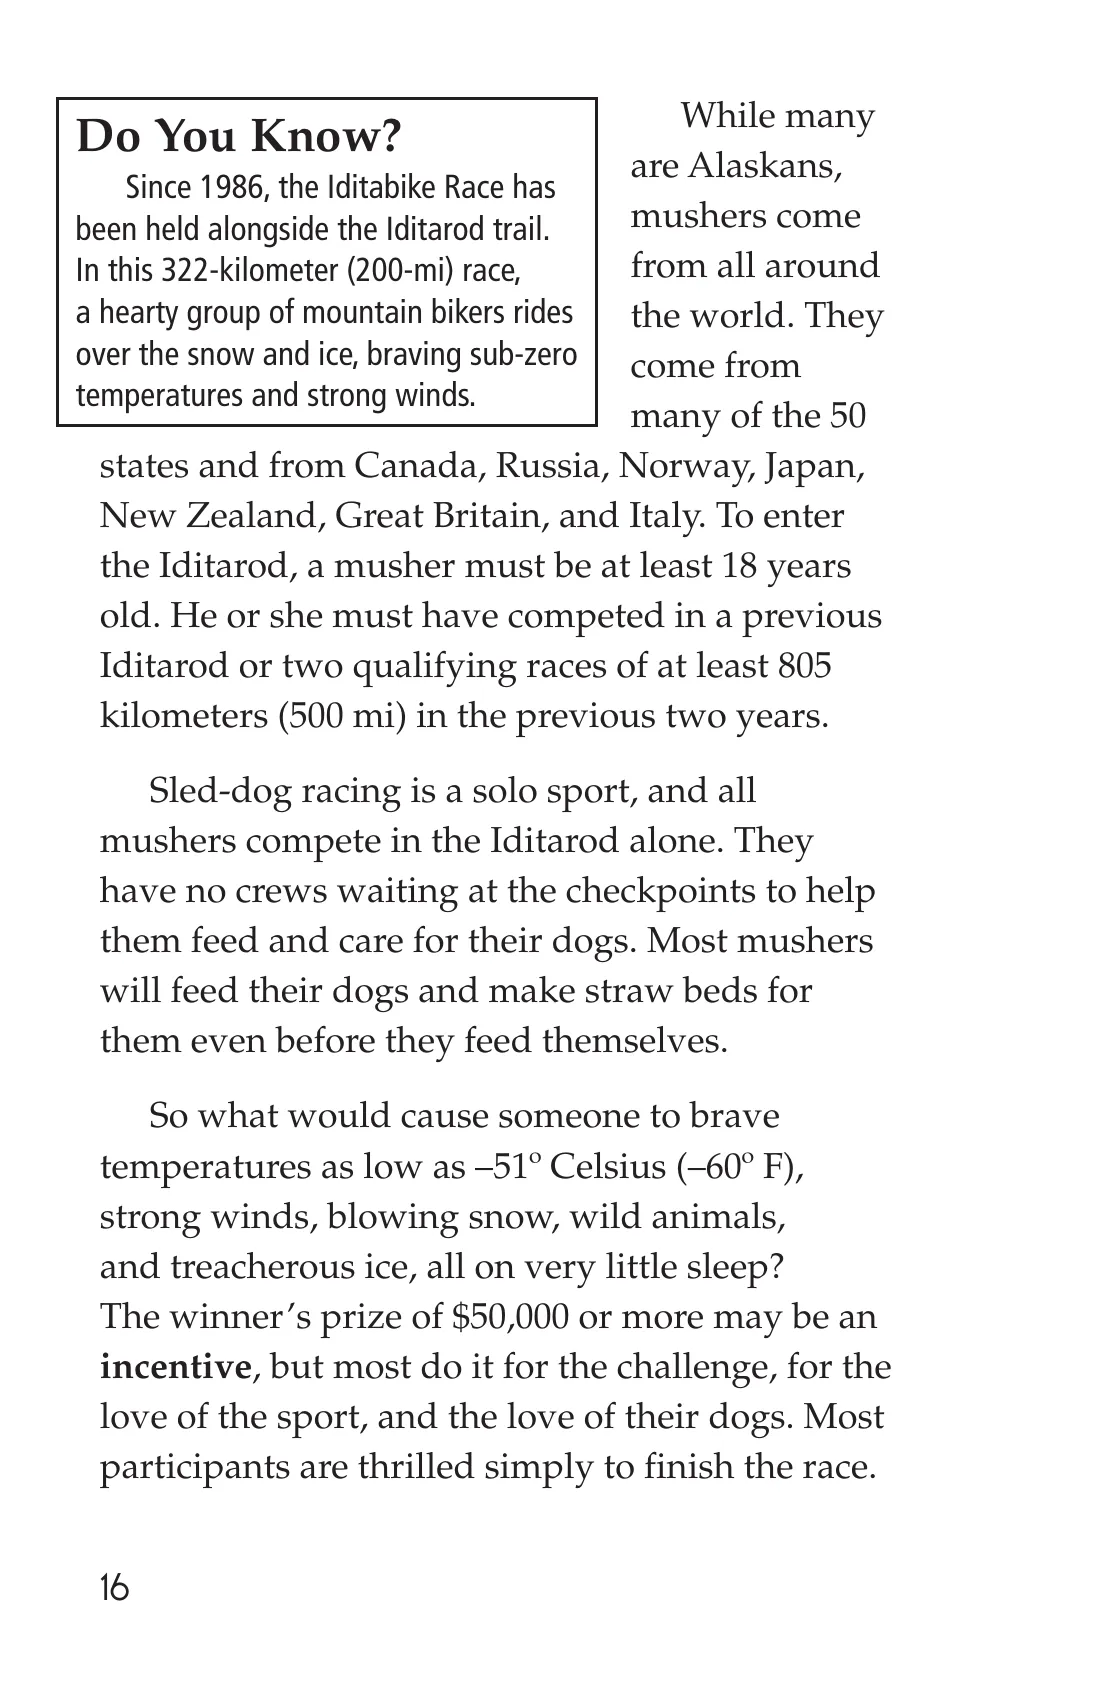 Do You Know?
Since 1986, the Iditabike Race has
been held alongside the Iditarod trail.
In this 322-kilometer (200-mi) race,
a hearty group of mountain bikers rides
over the snow and ice, braving sub-zero
temperatures and strong winds.
While many
are Alaskans,
mushers come
from all around
the world. They
come from
many of the 50
states and from Canada, Russia, Norway, Japan,
New Zealand, Great Britain, and Italy. To enter
the Iditarod, a musher must be at least 18 years
old. He or she must have competed in a previous
Iditarod or two qualifying races of at least 805
kilometers (500 mi) in the previous two years.
Sled-dog racing is a solo sport, and all
mushers compete in the Iditarod alone. They
have no crews waiting at the checkpoints to help
them feed and care for their dogs. Most mushers
will feed their dogs and make straw beds for
them even before they feed themselves.
So what would cause someone to brave
temperatures as low as –51º Celsius (–60º F),
strong winds, blowing snow, wild animals,
and treacherous ice, all on very little sleep?
The winner’s prize of $50,000 or more may be an
incentive, but most do it for the challenge, for the
love of the sport, and the love of their dogs. Most
participants are thrilled simply to finish the race.
16